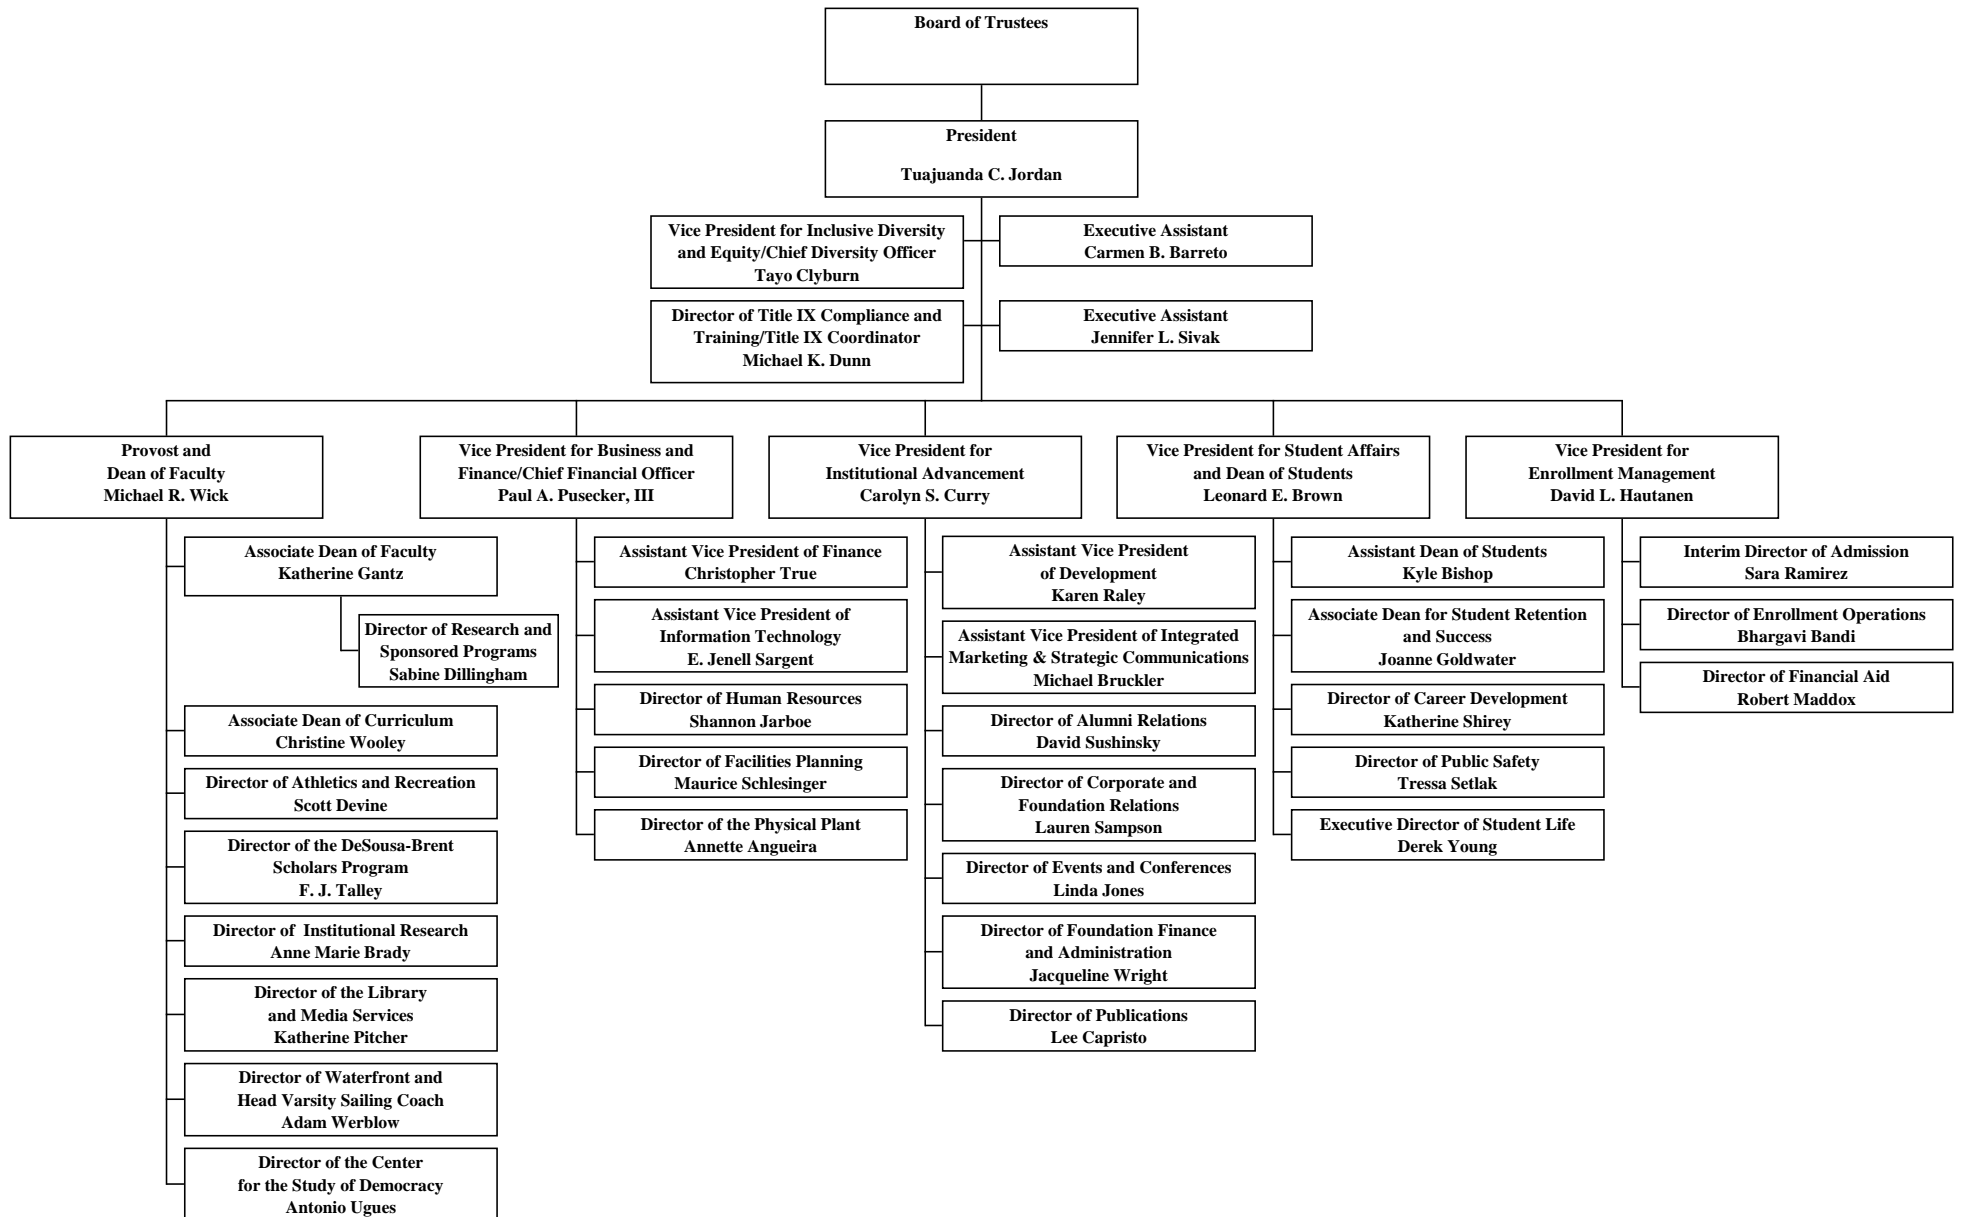 Board of Trustees
President
Tuajuanda C. Jordan
Vice President for Inclusive Diversity
and Equity/Chief Diversity Officer
Tayo Clyburn
Executive Assistant
Carmen B. Barreto
Director of Title IX Compliance and
Training/Title IX Coordinator
Michael K. Dunn
Executive Assistant
Jennifer L. Sivak
Provost and
Dean of Faculty
Michael R. Wick
Associate Dean of Faculty
Katherine Gantz
Director of Research and
Sponsored Programs
Sabine Dillingham
Associate Dean of Curriculum
Christine Wooley
Director of Athletics and Recreation
Scott Devine
Director of the DeSousa-Brent
Scholars Program
F. J. Talley
Director of  Institutional Research
Anne Marie Brady
Director of the Library
and Media Services
Katherine Pitcher
Director of Waterfront and
Head Varsity Sailing Coach
Adam Werblow
Director of the Center
for the Study of Democracy
Antonio Ugues
Vice President for Business and
Finance/Chief Financial Officer
Paul A. Pusecker, III
Assistant Vice President of Finance
Christopher True
Assistant Vice President of
Information Technology
E. Jenell Sargent
Director of Human Resources
Shannon Jarboe
Director of Facilities Planning
Maurice Schlesinger
Director of the Physical Plant
Annette Angueira
Vice President for
Institutional Advancement
Carolyn S. Curry
Assistant Vice President
of Development
Karen Raley
Assistant Vice President of Integrated
Marketing & Strategic Communications
Michael Bruckler
Director of Alumni Relations
David Sushinsky
Director of Corporate and
Foundation Relations
Lauren Sampson
Director of Events and Conferences
Linda Jones
Director of Foundation Finance
and Administration
Jacqueline Wright
Director of Publications
Lee Capristo
Vice President for Student Affairs
and Dean of Students
Leonard E. Brown
Assistant Dean of Students
Kyle Bishop
Associate Dean for Student Retention
and Success
Joanne Goldwater
Director of Career Development
Katherine Shirey
Director of Public Safety
Tressa Setlak
Executive Director of Student Life
Derek Young
Vice President for
Enrollment Management
David L. Hautanen
Interim Director of Admission
Sara Ramirez
Director of Enrollment Operations
Bhargavi Bandi
Director of Financial Aid
Robert Maddox